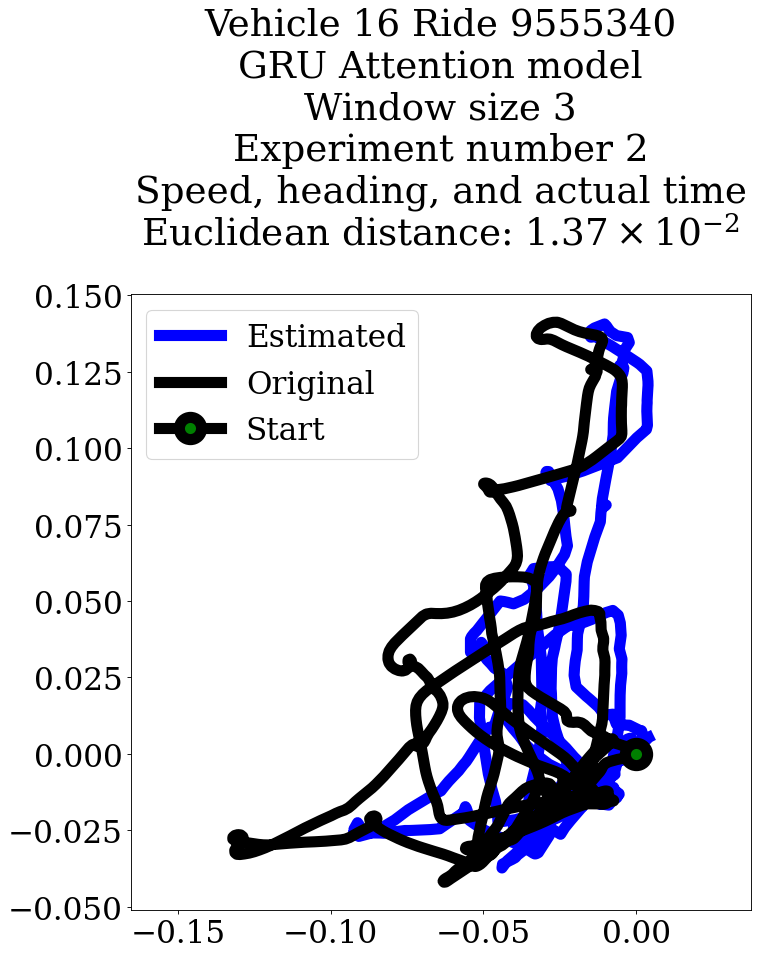 Vehicle 16 Ride 9555340
GRU Attention model
Window size 3
Experiment number 2
Speed, heading, and actual time
Euclidean distance: 1.37 × 10⁻²
0.150
0.125
0.100
0.075
0.050
0.025
0.000
−0.025
−0.050
Estimated
Original
Start
−0.15 −0.10 −0.05 0.00